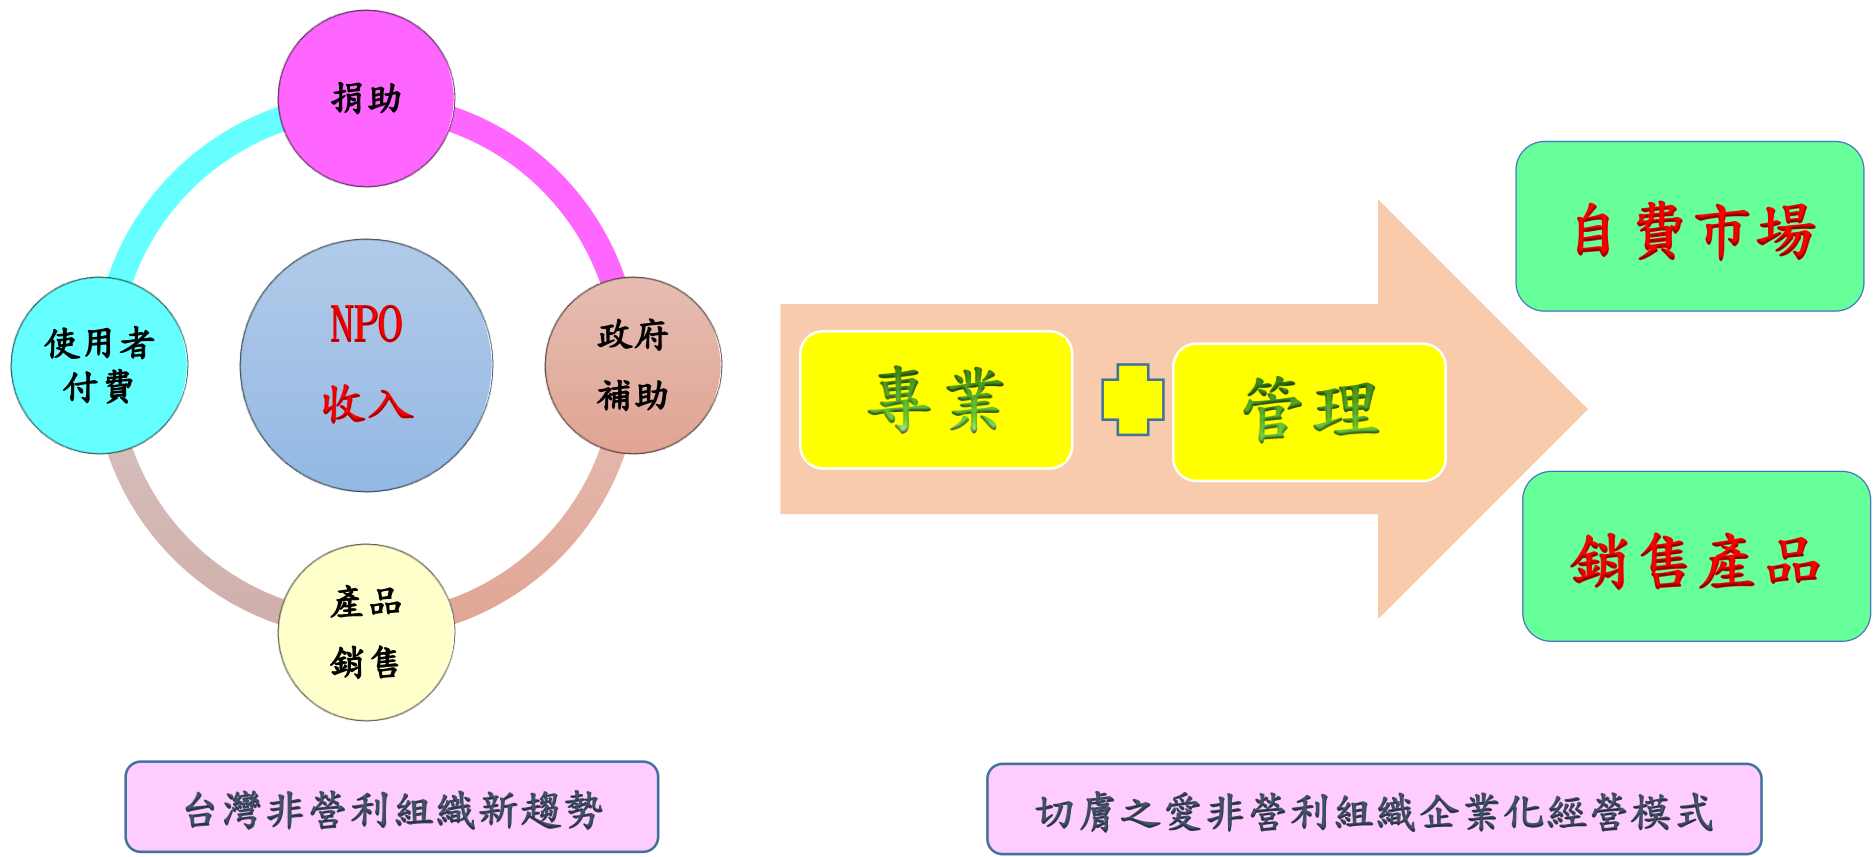 捐助
使用者
付費
NPO
收入
政府
補助
產品
銷售
台灣非營利組織新趨勢
專業
管理
自費市場
銷售產品
切膚之愛非營利組織企業化經營模式